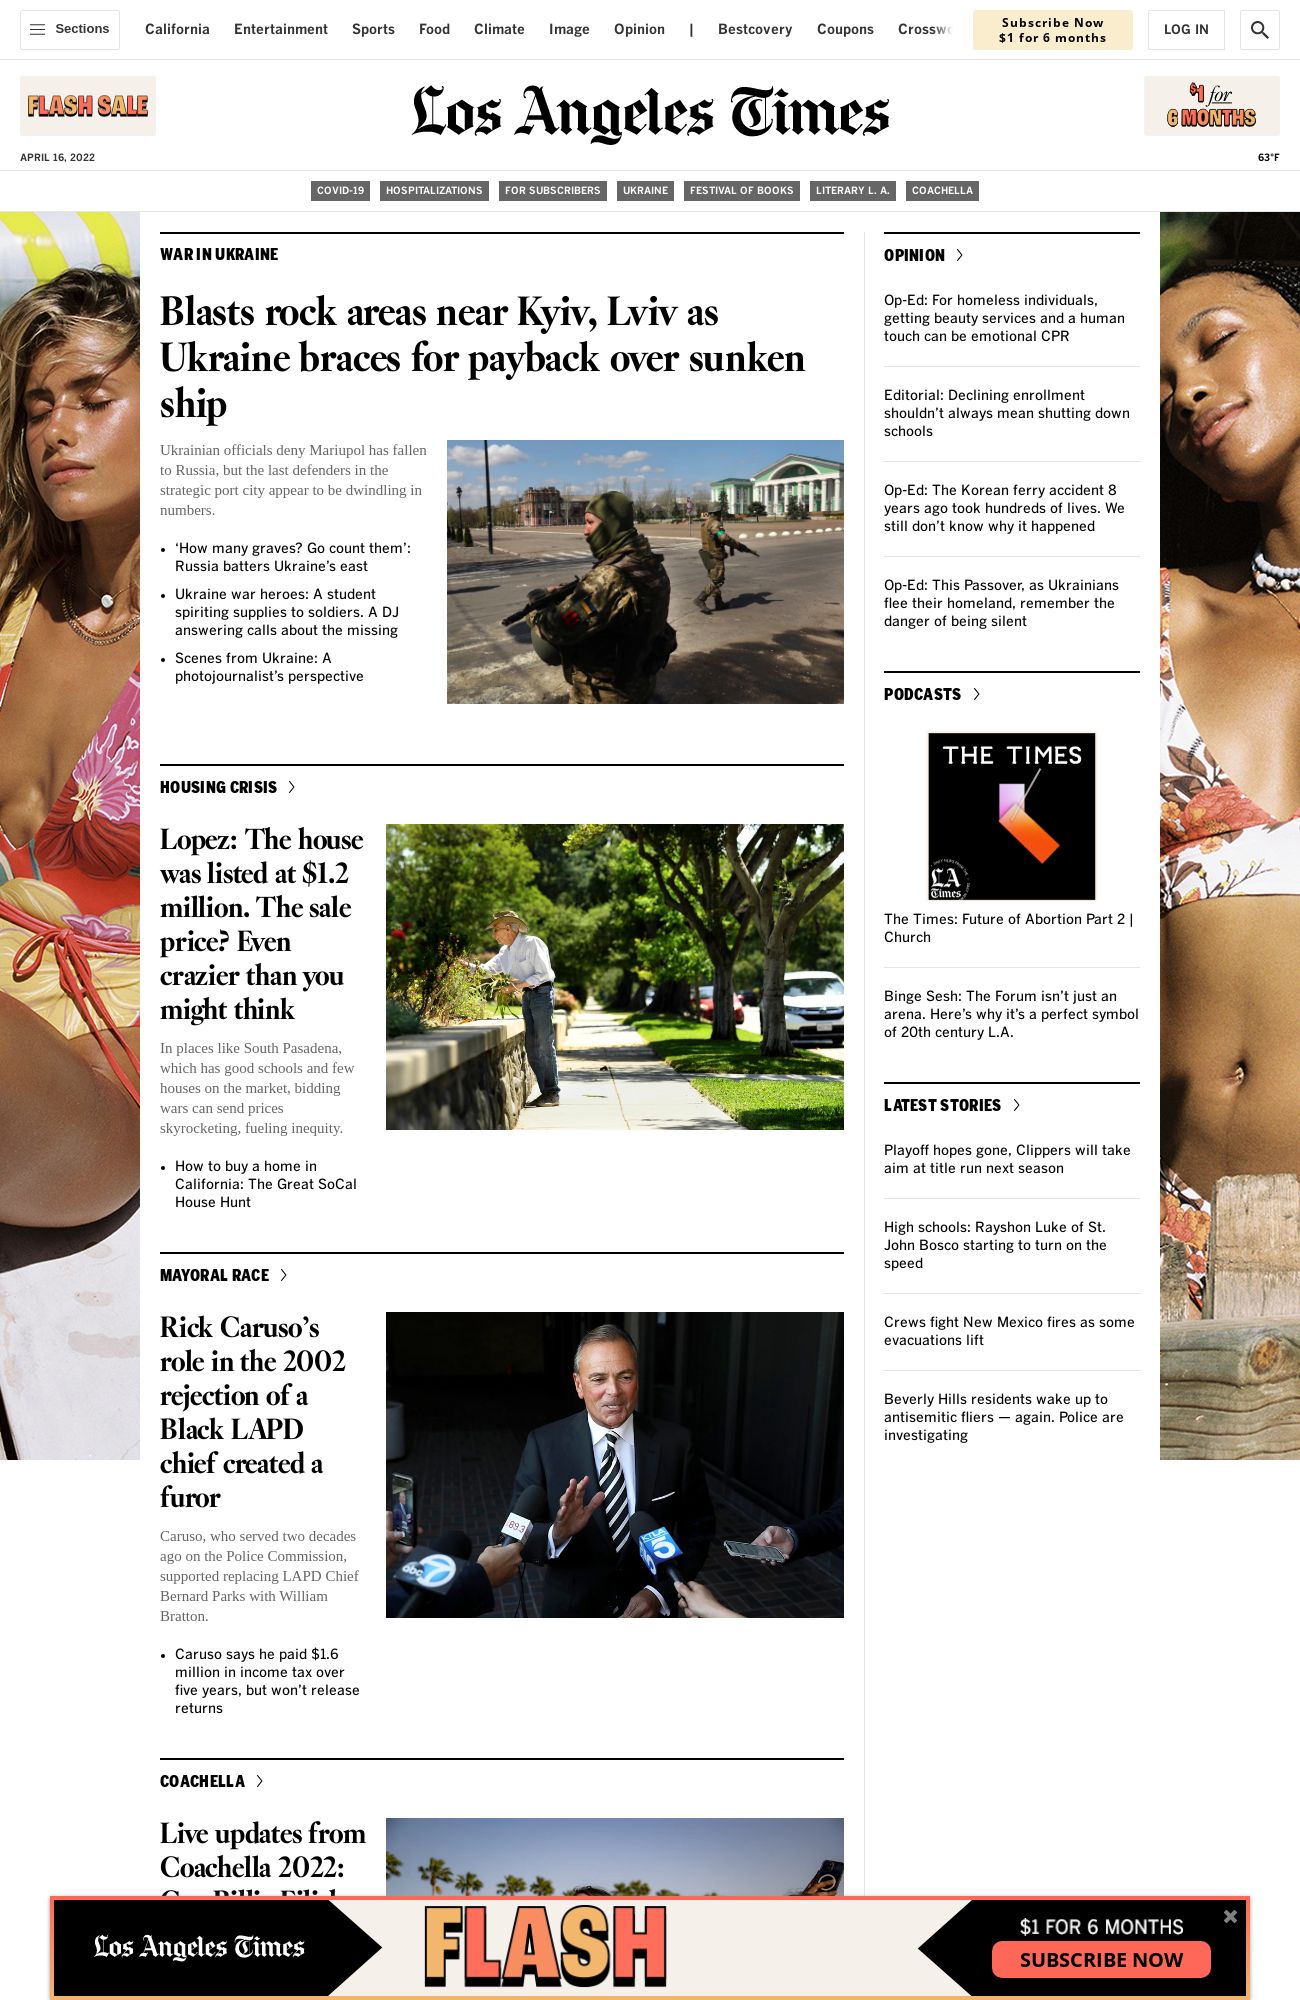 Sections
California
Entertainment
Sports
Food
Climate
Image
Opinion
|
Bestcovery
Coupons
Subscribe Now
$1 for 6 months
LOG IN
FLASH SALE
Los Angeles Times
$1 for
6 MONTHS
APRIL 16, 2022
63°F
COVID-19
HOSPITALIZATIONS
FOR SUBSCRIBERS
UKRAINE
FESTIVAL OF BOOKS
LITERARY L. A.
COACHELLA
WAR IN UKRAINE
Blasts rock areas near Kyiv, Lviv as
Ukraine braces for payback over sunken
ship
Ukrainian officials deny Mariupol has fallen
to Russia, but the last defenders in the
strategic port city appear to be dwindling in
numbers.
• ‘How many graves? Go count them’:
Russia batters Ukraine’s east
• Ukraine war heroes: A student
spiriting supplies to soldiers. A DJ
answering calls about the missing
• Scenes from Ukraine: A
photojournalist’s perspective
HOUSING CRISIS
Lopez: The house
was listed at $1.2
million. The sale
price? Even
crazier than you
might think
In places like South Pasadena,
which has good schools and few
houses on the market, bidding
wars can send prices
skyrocketing, fueling inequity.
• How to buy a home in
California: The Great SoCal
House Hunt
MAYORAL RACE
Rick Caruso’s
role in the 2002
rejection of a
Black LAPD
chief created a
furor
Caruso, who served two decades
ago on the Police Commission,
supported replacing LAPD Chief
Bernard Parks with William
Bratton.
• Caruso says he paid $1.6
million in income tax over
five years, but won’t release
returns
abc 7
89.3
KTLA
5
COACHELLA
Live updates from
Coachella 2022:
OPINION
Op-Ed: For homeless individuals,
getting beauty services and a human
touch can be emotional CPR
Editorial: Declining enrollment
shouldn’t always mean shutting down
schools
Op-Ed: The Korean ferry accident 8
years ago took hundreds of lives. We
still don’t know why it happened
Op-Ed: This Passover, as Ukrainians
flee their homeland, remember the
danger of being silent
PODCASTS
THE TIMES
LA
Times
The Times: Future of Abortion Part 2 |
Church
Binge Sesh: The Forum isn’t just an
arena. Here’s why it’s a perfect symbol
of 20th century L.A.
LATEST STORIES
Playoff hopes gone, Clippers will take
aim at title run next season
High schools: Rayshon Luke of St.
John Bosco starting to turn on the
speed
Crews fight New Mexico fires as some
evacuations lift
Beverly Hills residents wake up to
antisemitic fliers — again. Police are
investigating
Los Angeles Times
FLASH
$1 FOR 6 MONTHS
SUBSCRIBE NOW